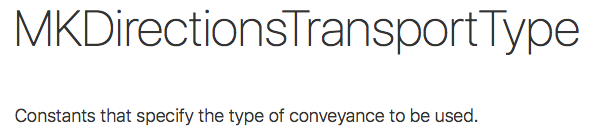 MKDirectionsTransportType
Constants that specify the type of conveyance to be used.